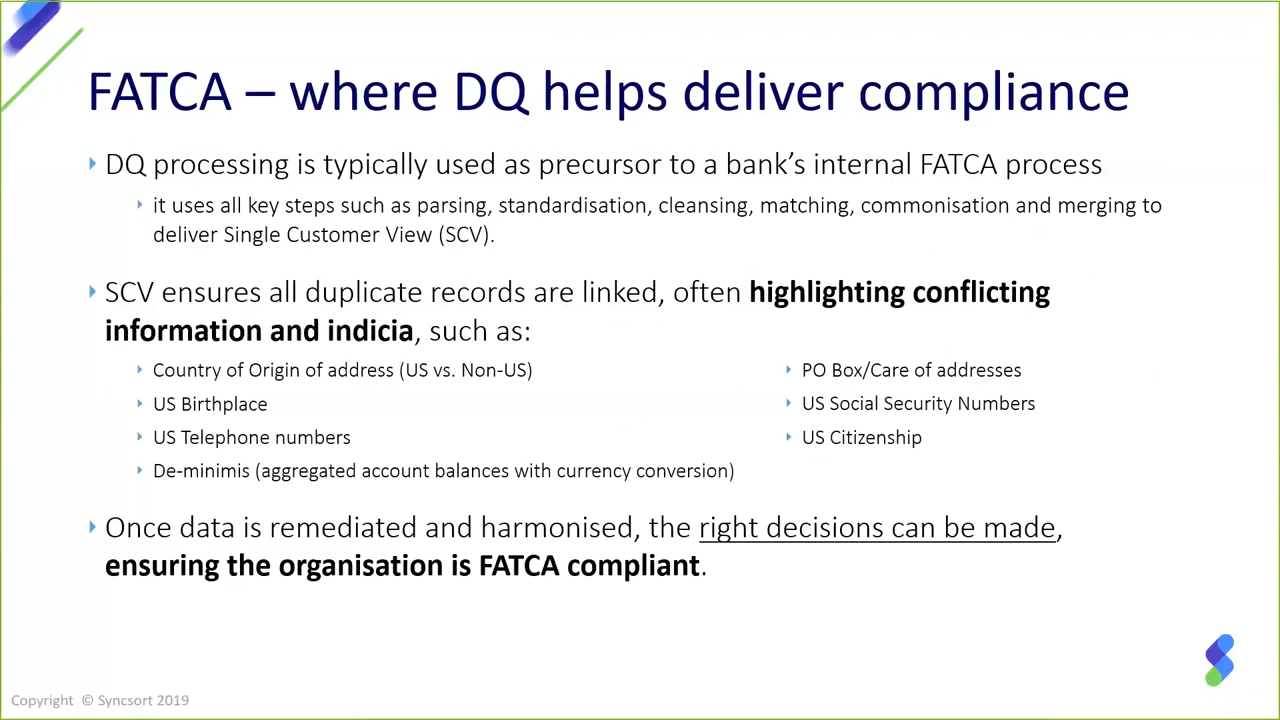 FATCA – where DQ helps deliver compliance
DQ processing is typically used as precursor to a bank’s internal FATCA process
it uses all key steps such as parsing, standardisation, cleansing, matching, commonisation and merging to
deliver Single Customer View (SCV).
SCV ensures all duplicate records are linked, often highlighting conflicting
information and indicia, such as:
Country of Origin of address (US vs. Non-US)
US Birthplace
US Telephone numbers
De-minimis (aggregated account balances with currency conversion)
PO Box/Care of addresses
US Social Security Numbers
US Citizenship
Once data is remediated and harmonised, the right decisions can be made,
ensuring the organisation is FATCA compliant.
Copyright © Syncsort 2019